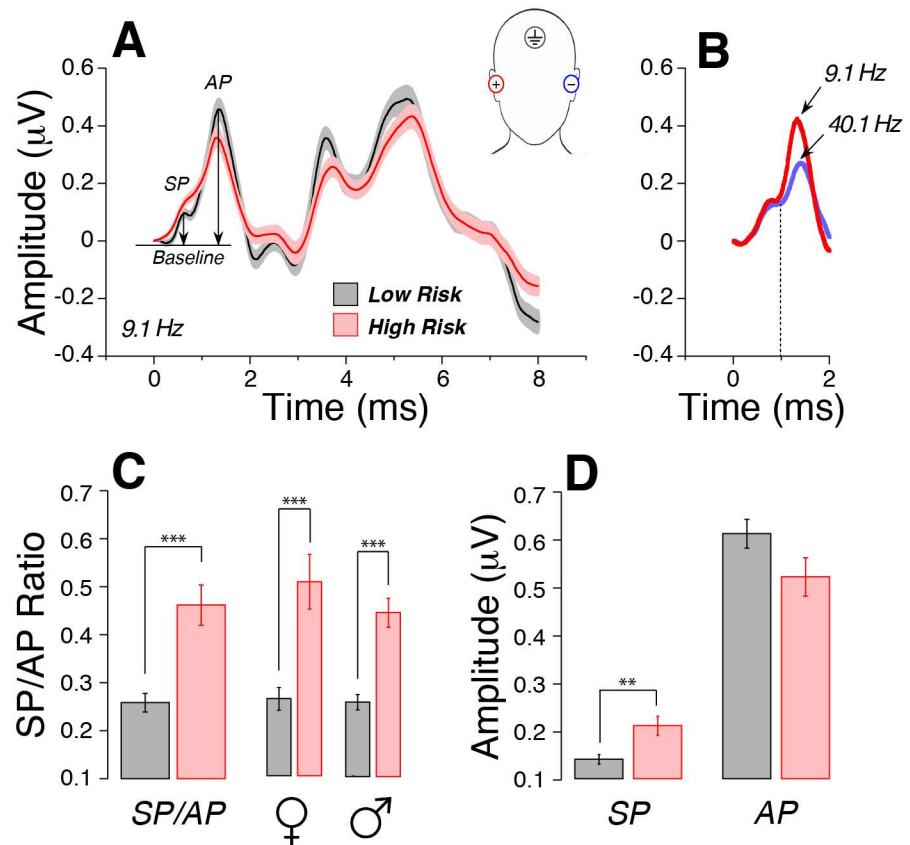 A
B
+
−
0.6
0.4
0.2
0
-0.2
-0.4
Amplitude (μV)
AP
SP
Baseline
Low Risk
High Risk
9.1 Hz
0 2 4 6 8
Time (ms)
0.6
0.4
0.2
0
-0.2
-0.4
9.1 Hz
40.1 Hz
0 2
Time (ms)
C
D
0.7
0.6
0.5
0.4
0.3
0.2
0.1
SP/AP Ratio
***
***
***
SP/AP ♀ ♂
0.7
0.6
0.5
0.4
0.3
0.2
0.1
Amplitude (μV)
**
SP AP